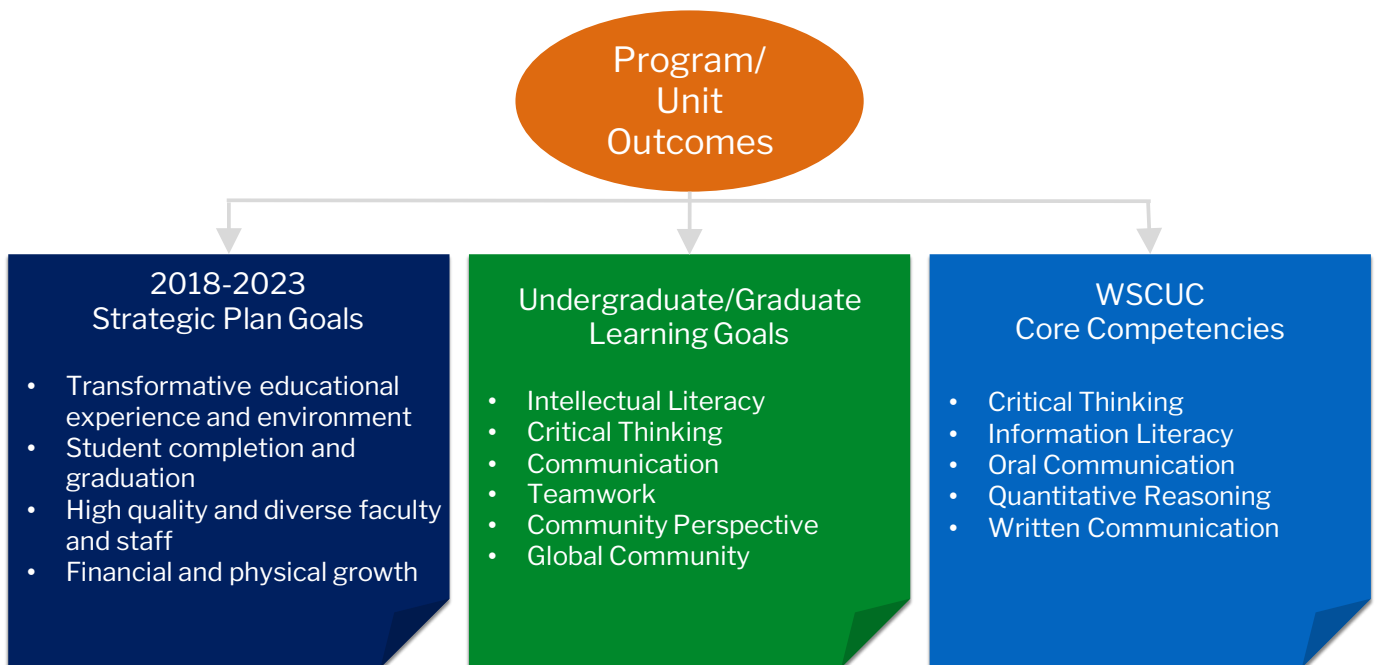 Program/
Unit
Outcomes
2018-2023
Strategic Plan Goals
• Transformative educational
experience and environment
• Student completion and
graduation
• High quality and diverse faculty
and staff
• Financial and physical growth
Undergraduate/Graduate
Learning Goals
• Intellectual Literacy
• Critical Thinking
• Communication
• Teamwork
• Community Perspective
• Global Community
WSCUC
Core Competencies
• Critical Thinking
• Information Literacy
• Oral Communication
• Quantitative Reasoning
• Written Communication